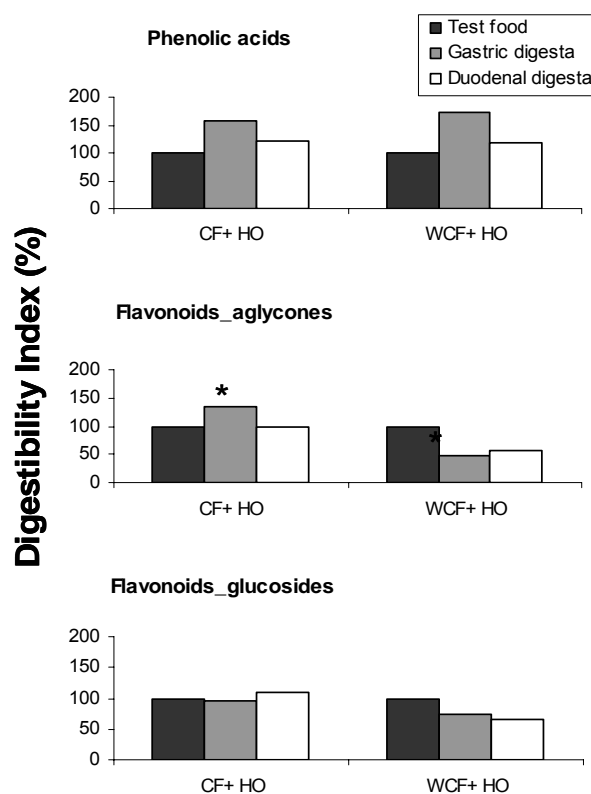 Test food
Gastric digesta
Duodenal digesta
Phenolic acids
200
150
100
50
0
CF+ HO
WCF+ HO
Digestibility Index (%)
Flavonoids_aglycones
200
150
100
50
0
*
*
CF+ HO
WCF+ HO
Flavonoids_glucosides
200
150
100
50
0
CF+ HO
WCF+ HO